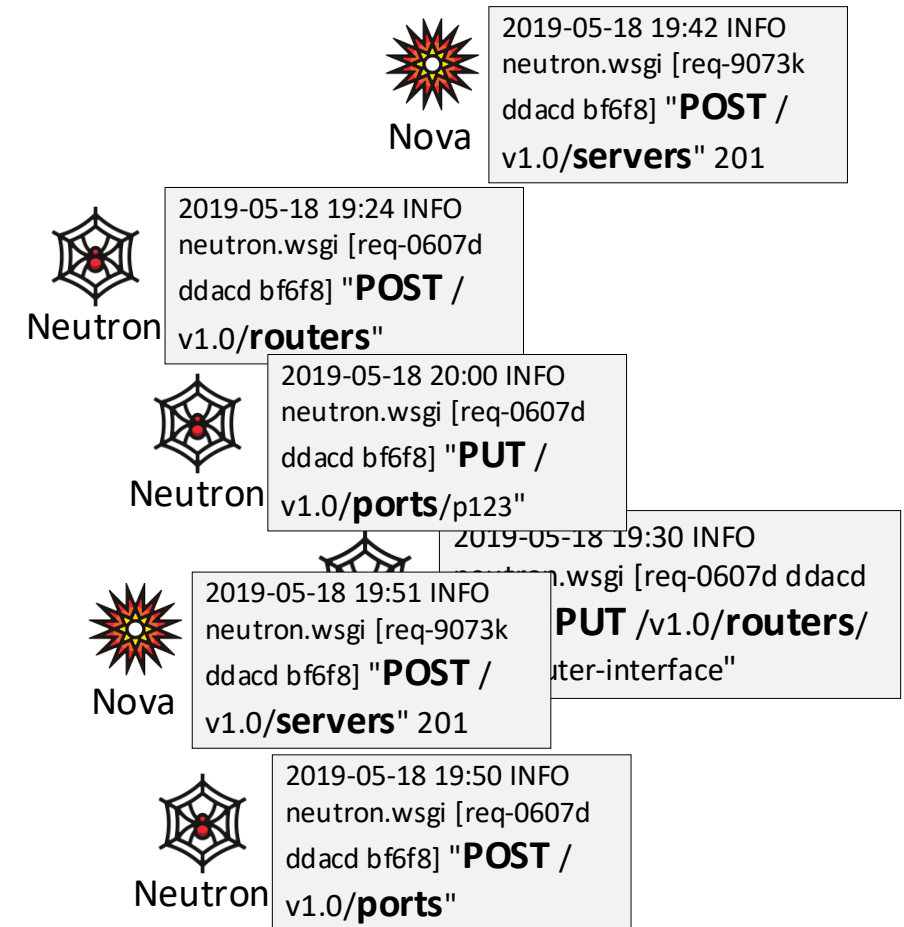 2019-05-18 19:42 INFO
neutron.wsgi [req-9073k
ddacd bf6f8] "POST /
v1.0/servers" 201
Nova
2019-05-18 19:24 INFO
neutron.wsgi [req-0607d
ddacd bf6f8] "POST /
v1.0/routers"
Neutron
2019-05-18 20:00 INFO
neutron.wsgi [req-0607d
ddacd bf6f8] "PUT /
v1.0/ports/p123"
Neutron
2019-05-18 19:30 INFO
.wsgi [req-0607d ddacd
PUT /v1.0/routers/
uter-interface"
2019-05-18 19:51 INFO
neutron.wsgi [req-9073k
ddacd bf6f8] "POST /
v1.0/servers" 201
Nova
2019-05-18 19:50 INFO
neutron.wsgi [req-0607d
ddacd bf6f8] "POST /
v1.0/ports"
Neutron